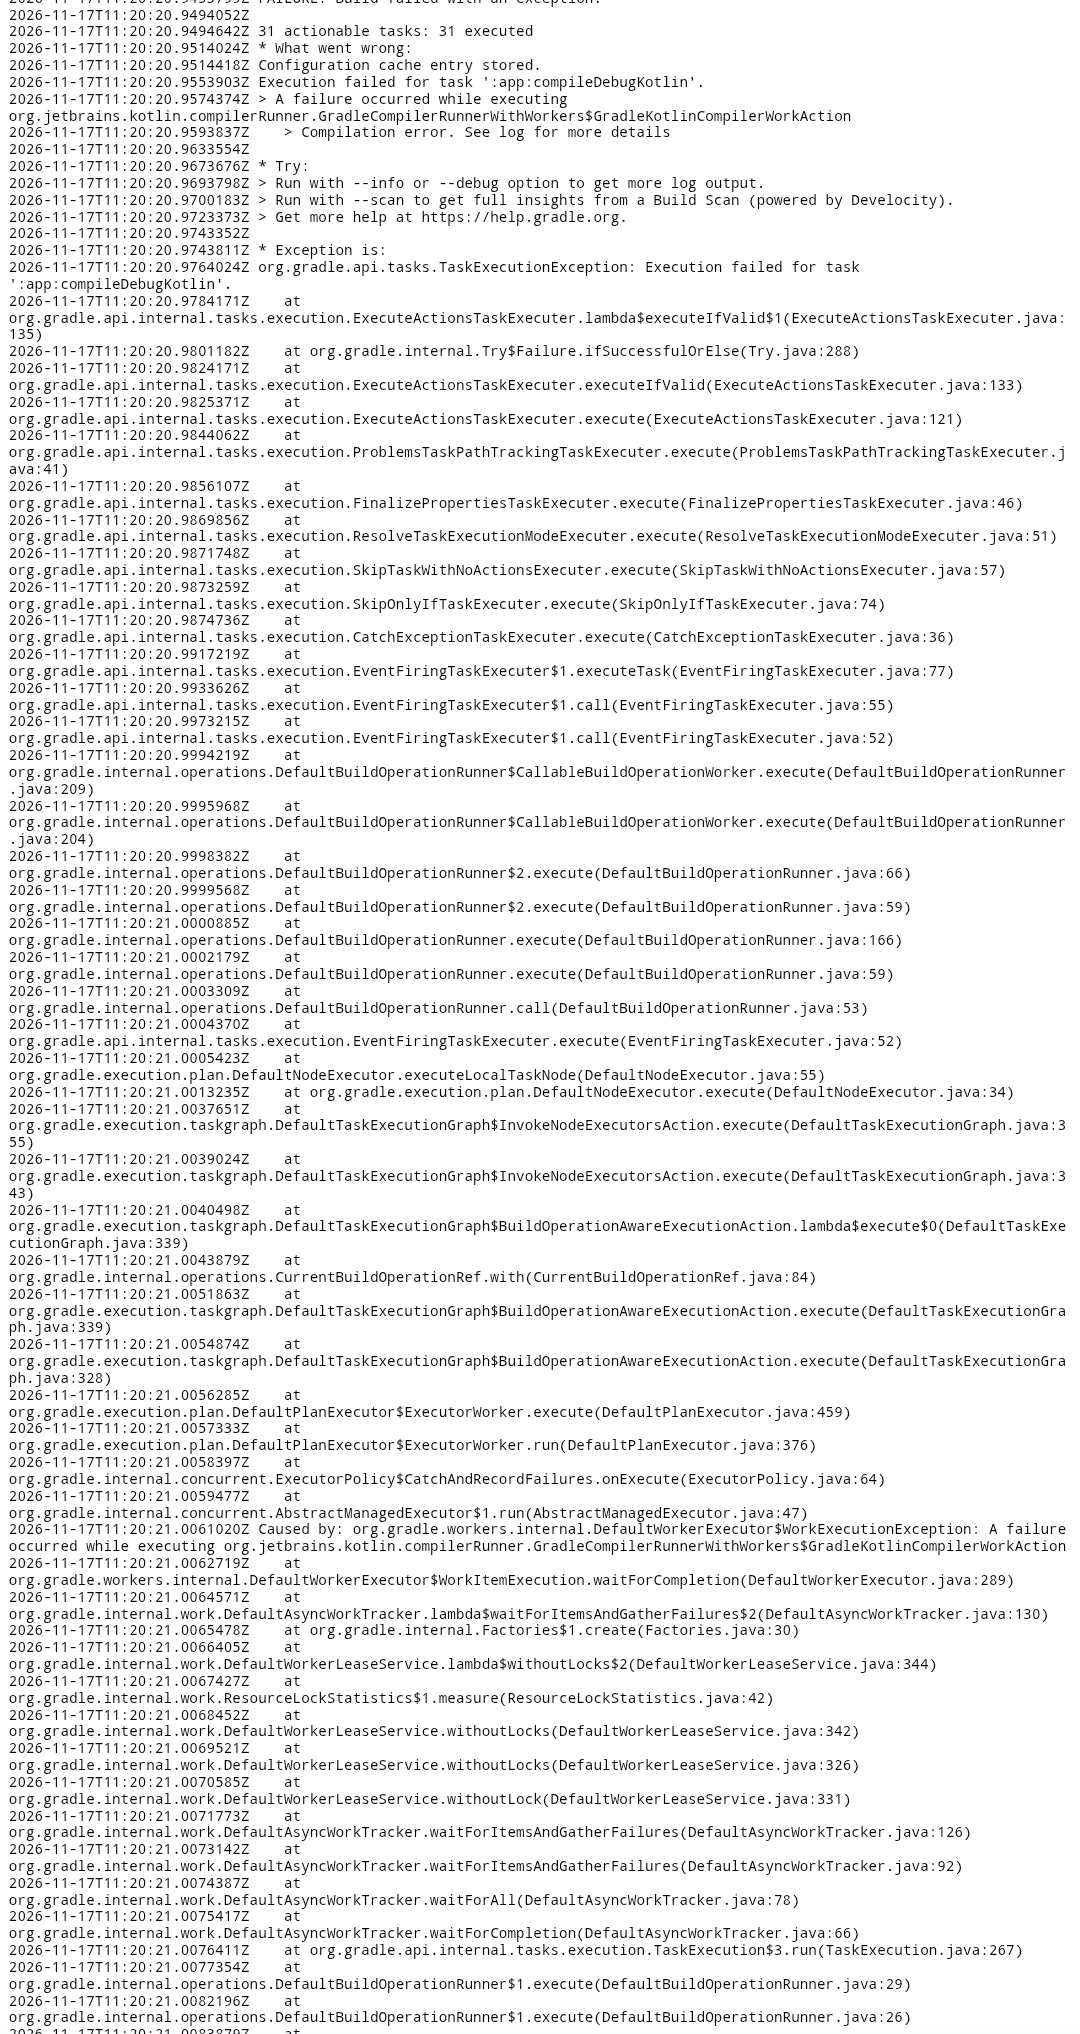 2026-11-17T11:20:20.9455799Z FAILURE: Build failed with an exception.
2026-11-17T11:20:20.9494052Z
2026-11-17T11:20:20.9494642Z 31 actionable tasks: 31 executed
2026-11-17T11:20:20.9514024Z * What went wrong:
2026-11-17T11:20:20.9514418Z Configuration cache entry stored.
2026-11-17T11:20:20.9553903Z Execution failed for task ':app:compileDebugKotlin'.
2026-11-17T11:20:20.9574374Z > A failure occurred while executing
org.jetbrains.kotlin.compilerRunner.GradleCompilerRunnerWithWorkers$GradleKotlinCompilerWorkAction
2026-11-17T11:20:20.9593837Z    > Compilation error. See log for more details
2026-11-17T11:20:20.9633554Z
2026-11-17T11:20:20.9673676Z * Try:
2026-11-17T11:20:20.9693798Z > Run with --info or --debug option to get more log output.
2026-11-17T11:20:20.9700183Z > Run with --scan to get full insights from a Build Scan (powered by Develocity).
2026-11-17T11:20:20.9723373Z > Get more help at https://help.gradle.org.
2026-11-17T11:20:20.9743352Z
2026-11-17T11:20:20.9743811Z * Exception is:
2026-11-17T11:20:20.9764024Z org.gradle.api.tasks.TaskExecutionException: Execution failed for task
':app:compileDebugKotlin'.
2026-11-17T11:20:20.9784171Z    at
org.gradle.api.internal.tasks.execution.ExecuteActionsTaskExecuter.lambda$executeIfValid$1(ExecuteActionsTaskExecuter.java:
135)
2026-11-17T11:20:20.9801182Z    at org.gradle.internal.Try$Failure.ifSuccessfulOrElse(Try.java:288)
2026-11-17T11:20:20.9824171Z    at
org.gradle.api.internal.tasks.execution.ExecuteActionsTaskExecuter.executeIfValid(ExecuteActionsTaskExecuter.java:133)
2026-11-17T11:20:20.9825371Z    at
org.gradle.api.internal.tasks.execution.ExecuteActionsTaskExecuter.execute(ExecuteActionsTaskExecuter.java:121)
2026-11-17T11:20:20.9844062Z    at
org.gradle.api.internal.tasks.execution.ProblemsTaskPathTrackingTaskExecuter.execute(ProblemsTaskPathTrackingTaskExecuter.j
ava:41)
2026-11-17T11:20:20.9856107Z    at
org.gradle.api.internal.tasks.execution.FinalizePropertiesTaskExecuter.execute(FinalizePropertiesTaskExecuter.java:46)
2026-11-17T11:20:20.9869856Z    at
org.gradle.api.internal.tasks.execution.ResolveTaskExecutionModeExecuter.execute(ResolveTaskExecutionModeExecuter.java:51)
2026-11-17T11:20:20.9871748Z    at
org.gradle.api.internal.tasks.execution.SkipTaskWithNoActionsExecuter.execute(SkipTaskWithNoActionsExecuter.java:57)
2026-11-17T11:20:20.9873259Z    at
org.gradle.api.internal.tasks.execution.SkipOnlyIfTaskExecuter.execute(SkipOnlyIfTaskExecuter.java:74)
2026-11-17T11:20:20.9874736Z    at
org.gradle.api.internal.tasks.execution.CatchExceptionTaskExecuter.execute(CatchExceptionTaskExecuter.java:36)
2026-11-17T11:20:20.9917219Z    at
org.gradle.api.internal.tasks.execution.EventFiringTaskExecuter$1.executeTask(EventFiringTaskExecuter.java:77)
2026-11-17T11:20:20.9933626Z    at
org.gradle.api.internal.tasks.execution.EventFiringTaskExecuter$1.call(EventFiringTaskExecuter.java:55)
2026-11-17T11:20:20.9973215Z    at
org.gradle.api.internal.tasks.execution.EventFiringTaskExecuter$1.call(EventFiringTaskExecuter.java:52)
2026-11-17T11:20:20.9994219Z    at
org.gradle.internal.operations.DefaultBuildOperationRunner$CallableBuildOperationWorker.execute(DefaultBuildOperationRunner
.java:209)
2026-11-17T11:20:20.9995968Z    at
org.gradle.internal.operations.DefaultBuildOperationRunner$CallableBuildOperationWorker.execute(DefaultBuildOperationRunner
.java:204)
2026-11-17T11:20:20.9998382Z    at
org.gradle.internal.operations.DefaultBuildOperationRunner$2.execute(DefaultBuildOperationRunner.java:66)
2026-11-17T11:20:20.9999568Z    at
org.gradle.internal.operations.DefaultBuildOperationRunner$2.execute(DefaultBuildOperationRunner.java:59)
2026-11-17T11:20:21.0000885Z    at
org.gradle.internal.operations.DefaultBuildOperationRunner.execute(DefaultBuildOperationRunner.java:166)
2026-11-17T11:20:21.0002179Z    at
org.gradle.internal.operations.DefaultBuildOperationRunner.execute(DefaultBuildOperationRunner.java:59)
2026-11-17T11:20:21.0003309Z    at
org.gradle.internal.operations.DefaultBuildOperationRunner.call(DefaultBuildOperationRunner.java:53)
2026-11-17T11:20:21.0004370Z    at
org.gradle.api.internal.tasks.execution.EventFiringTaskExecuter.execute(EventFiringTaskExecuter.java:52)
2026-11-17T11:20:21.0005423Z    at
org.gradle.execution.plan.DefaultNodeExecutor.executeLocalTaskNode(DefaultNodeExecutor.java:55)
2026-11-17T11:20:21.0013235Z    at org.gradle.execution.plan.DefaultNodeExecutor.execute(DefaultNodeExecutor.java:34)
2026-11-17T11:20:21.0037651Z    at
org.gradle.execution.taskgraph.DefaultTaskExecutionGraph$InvokeNodeExecutorsAction.execute(DefaultTaskExecutionGraph.java:3
55)
2026-11-17T11:20:21.0039024Z    at
org.gradle.execution.taskgraph.DefaultTaskExecutionGraph$InvokeNodeExecutorsAction.execute(DefaultTaskExecutionGraph.java:3
43)
2026-11-17T11:20:21.0040498Z    at
org.gradle.execution.taskgraph.DefaultTaskExecutionGraph$BuildOperationAwareExecutionAction.lambda$execute$0(DefaultTaskExe
cutionGraph.java:339)
2026-11-17T11:20:21.0043879Z    at
org.gradle.internal.operations.CurrentBuildOperationRef.with(CurrentBuildOperationRef.java:84)
2026-11-17T11:20:21.0051863Z    at
org.gradle.execution.taskgraph.DefaultTaskExecutionGraph$BuildOperationAwareExecutionAction.execute(DefaultTaskExecutionGra
ph.java:339)
2026-11-17T11:20:21.0054874Z    at
org.gradle.execution.taskgraph.DefaultTaskExecutionGraph$BuildOperationAwareExecutionAction.execute(DefaultTaskExecutionGra
ph.java:328)
2026-11-17T11:20:21.0056285Z    at
org.gradle.execution.plan.DefaultPlanExecutor$ExecutorWorker.execute(DefaultPlanExecutor.java:459)
2026-11-17T11:20:21.0057333Z    at
org.gradle.execution.plan.DefaultPlanExecutor$ExecutorWorker.run(DefaultPlanExecutor.java:376)
2026-11-17T11:20:21.0058397Z    at
org.gradle.internal.concurrent.ExecutorPolicy$CatchAndRecordFailures.onExecute(ExecutorPolicy.java:64)
2026-11-17T11:20:21.0059477Z    at
org.gradle.internal.concurrent.AbstractManagedExecutor$1.run(AbstractManagedExecutor.java:47)
2026-11-17T11:20:21.0061020Z Caused by: org.gradle.workers.internal.DefaultWorkerExecutor$WorkExecutionException: A failure
occurred while executing org.jetbrains.kotlin.compilerRunner.GradleCompilerRunnerWithWorkers$GradleKotlinCompilerWorkAction
2026-11-17T11:20:21.0062719Z    at
org.gradle.workers.internal.DefaultWorkerExecutor$WorkItemExecution.waitForCompletion(DefaultWorkerExecutor.java:289)
2026-11-17T11:20:21.0064571Z    at
org.gradle.internal.work.DefaultAsyncWorkTracker.lambda$waitForItemsAndGatherFailures$2(DefaultAsyncWorkTracker.java:130)
2026-11-17T11:20:21.0065478Z    at org.gradle.internal.Factories$1.create(Factories.java:30)
2026-11-17T11:20:21.0066405Z    at
org.gradle.internal.work.DefaultWorkerLeaseService.lambda$withoutLocks$2(DefaultWorkerLeaseService.java:344)
2026-11-17T11:20:21.0067427Z    at
org.gradle.internal.work.ResourceLockStatistics$1.measure(ResourceLockStatistics.java:42)
2026-11-17T11:20:21.0068452Z    at
org.gradle.internal.work.DefaultWorkerLeaseService.withoutLocks(DefaultWorkerLeaseService.java:342)
2026-11-17T11:20:21.0069521Z    at
org.gradle.internal.work.DefaultWorkerLeaseService.withoutLocks(DefaultWorkerLeaseService.java:326)
2026-11-17T11:20:21.0070585Z    at
org.gradle.internal.work.DefaultWorkerLeaseService.withoutLock(DefaultWorkerLeaseService.java:331)
2026-11-17T11:20:21.0071773Z    at
org.gradle.internal.work.DefaultAsyncWorkTracker.waitForItemsAndGatherFailures(DefaultAsyncWorkTracker.java:126)
2026-11-17T11:20:21.0073142Z    at
org.gradle.internal.work.DefaultAsyncWorkTracker.waitForItemsAndGatherFailures(DefaultAsyncWorkTracker.java:92)
2026-11-17T11:20:21.0074387Z    at
org.gradle.internal.work.DefaultAsyncWorkTracker.waitForAll(DefaultAsyncWorkTracker.java:78)
2026-11-17T11:20:21.0075417Z    at
org.gradle.internal.work.DefaultAsyncWorkTracker.waitForCompletion(DefaultAsyncWorkTracker.java:66)
2026-11-17T11:20:21.0076411Z    at org.gradle.api.internal.tasks.execution.TaskExecution$3.run(TaskExecution.java:267)
2026-11-17T11:20:21.0077354Z    at
org.gradle.internal.operations.DefaultBuildOperationRunner$1.execute(DefaultBuildOperationRunner.java:29)
2026-11-17T11:20:21.0082196Z    at
org.gradle.internal.operations.DefaultBuildOperationRunner$1.execute(DefaultBuildOperationRunner.java:26)
2026-11-17T11:20:21.0083879Z    at